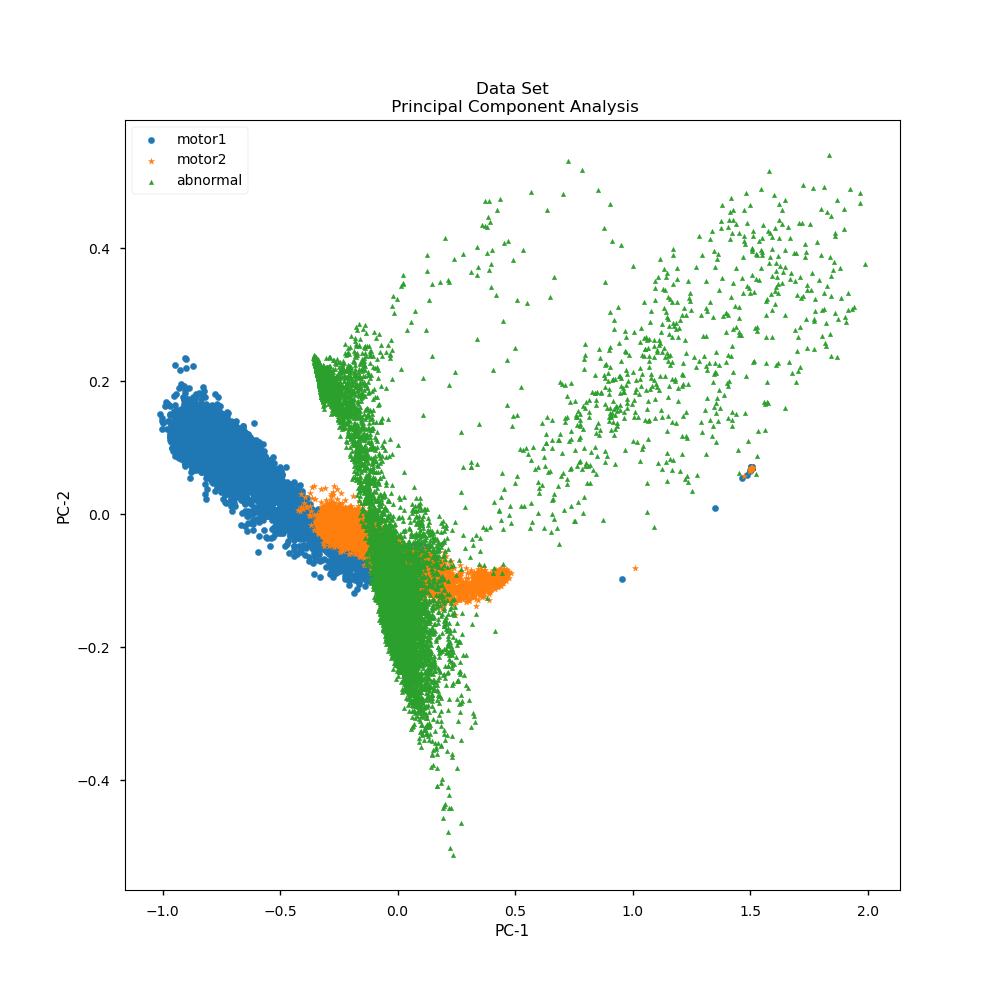 Data Set
Principal Component Analysis
motor1
motor2
abnormal
PC-2
0.4
0.2
0.0
−0.2
−0.4
−1.0 −0.5 0.0 0.5 1.0 1.5 2.0
PC-1